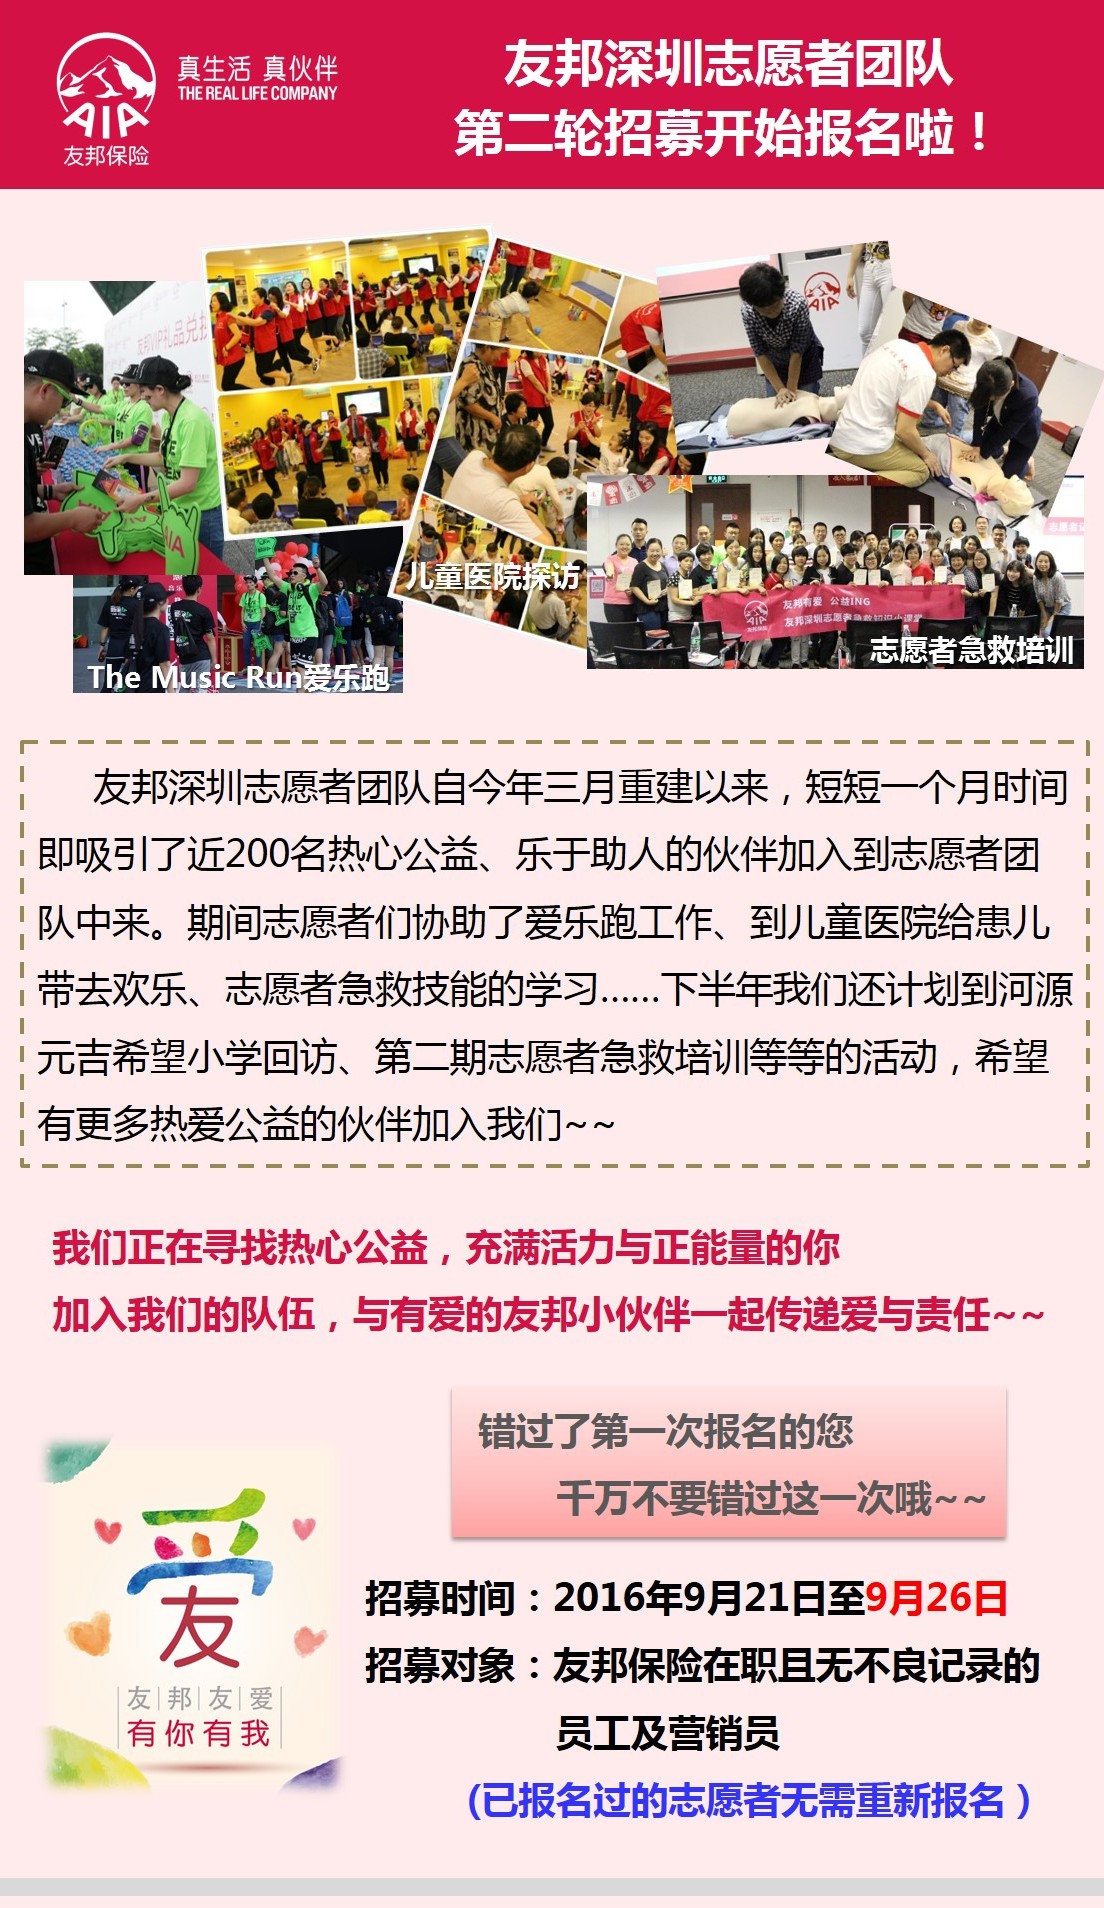 真生活 真伙伴
THE REAL LIFE COMPANY
AIA
友邦保险
友邦深圳志愿者团队
第二轮招募开始报名啦！
友邦VIP礼品兑换
AIA
AIA
儿童医院探访
The Music Run爱乐跑
友邦有爱 公益ING
友邦深圳志愿者急救知识小课堂
AIA
友邦保险
志愿者急救培训
友邦深圳志愿者团队自今年三月重建以来，短短一个月时间
即吸引了近200名热心公益、乐于助人的伙伴加入到志愿者团
队中来。期间志愿者们协助了爱乐跑工作、到儿童医院给患儿
带去欢乐、志愿者急救技能的学习……下半年我们还计划到河源
元吉希望小学回访、第二期志愿者急救培训等等的活动，希望
有更多热爱公益的伙伴加入我们~~
我们正在寻找热心公益，充满活力与正能量的你
加入我们的队伍，与有爱的友邦小伙伴一起传递爱与责任~~
错过了第一次报名的您
千万不要错过这一次哦~~
爱
友
友|邦|友|爱
有你有我
招募时间：2016年9月21日至9月26日
招募对象：友邦保险在职且无不良记录的
员工及营销员
（已报名过的志愿者无需重新报名）